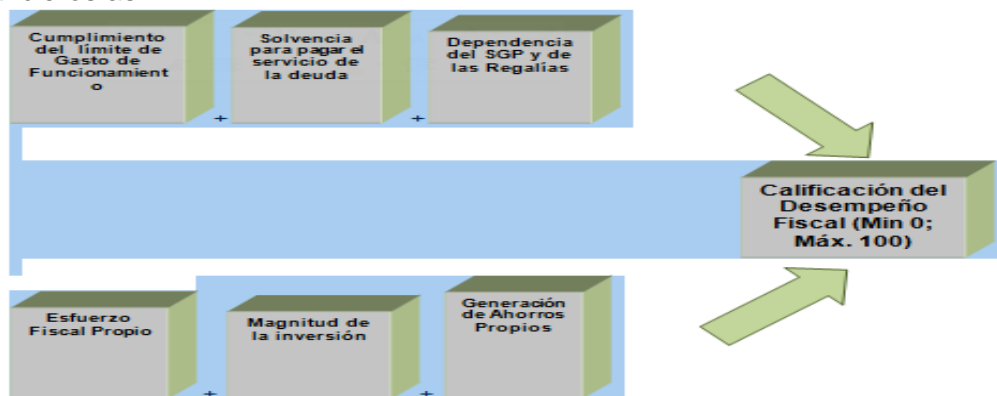 Cumplimiento
del límite de
Gasto de
Funcionamient
o
+
Solvencia
para pagar el
servicio de
la deuda
+
Dependencia
del SGP y de
las Regalías
Calificación del
Desempeño
Fiscal (Min 0;
Máx. 100)
Esfuerzo
Fiscal Propio
+
Magnitud de
la inversión
+
Generación
de Ahorros
Propios